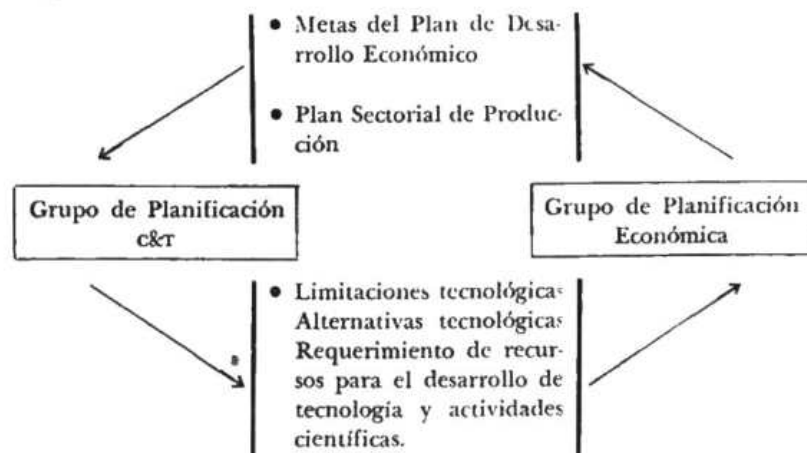 • Metas del Plan de Desa-
rrollo Económico
• Plan Sectorial de Produc-
ción
Grupo de Planificación
C&T
Grupo de Planificación
Económica
• Limitaciones tecnológicas
Alternativas tecnológicas
Requerimiento de recur-
sos para el desarrollo de
tecnología y actividades
científicas.